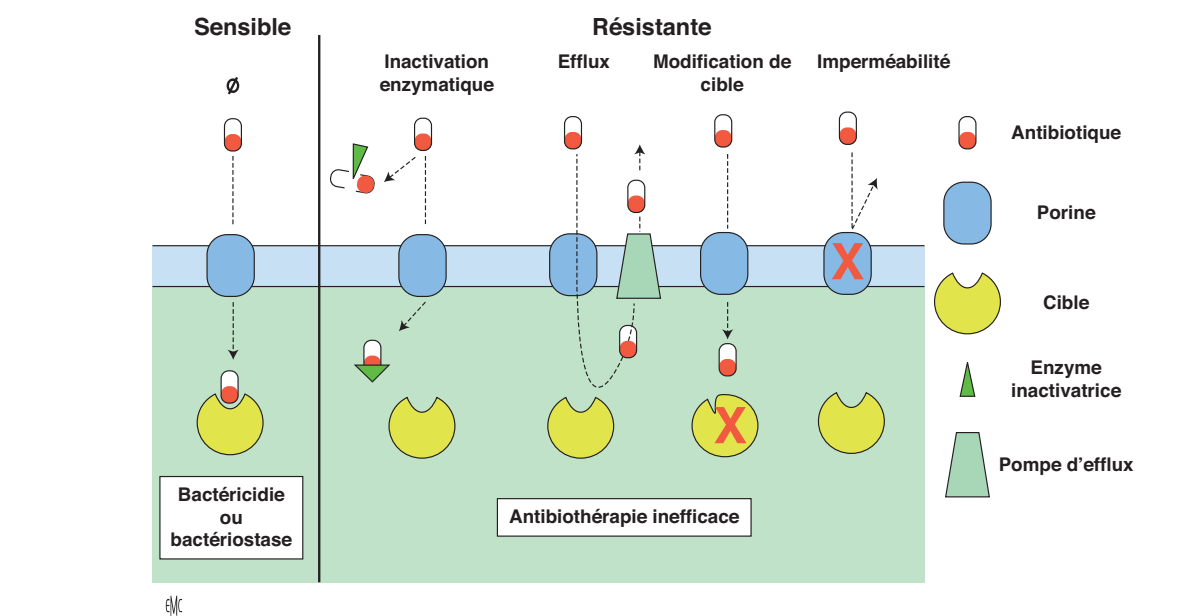 Sensible
Résistante
ø
Inactivation
enzymatique
Efflux
Modification de
cible
Imperméabilité
Antibiotique
Porine
Cible
Enzyme
inactivatrice
Pompe d'efflux
X
X
Bactéricidie
ou
bactériostase
Antibiothérapie inefficace
EMC